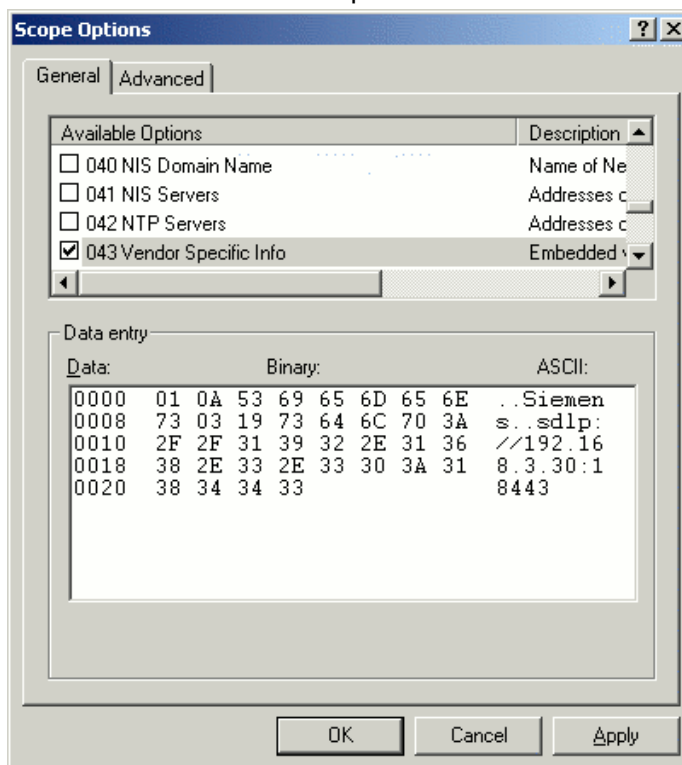 Scope Options
General Advanced
Available Options Description
040 NIS Domain Name Name of Ne
041 NIS Servers Addresses o
042 NTP Servers Addresses o
043 Vendor Specific Info Embedded v
Data entry
Data: Binary: ASCII:
0000 01 0A 53 69 65 6D 65 6E ..Siemen
0008 73 03 19 73 64 6C 70 3A s..sdlp:
0010 2F 2F 31 39 32 2E 31 36 //192.16
0018 38 2E 33 2E 33 30 3A 31 8.3.30:1
0020 38 34 34 33 8443
OK Cancel Apply